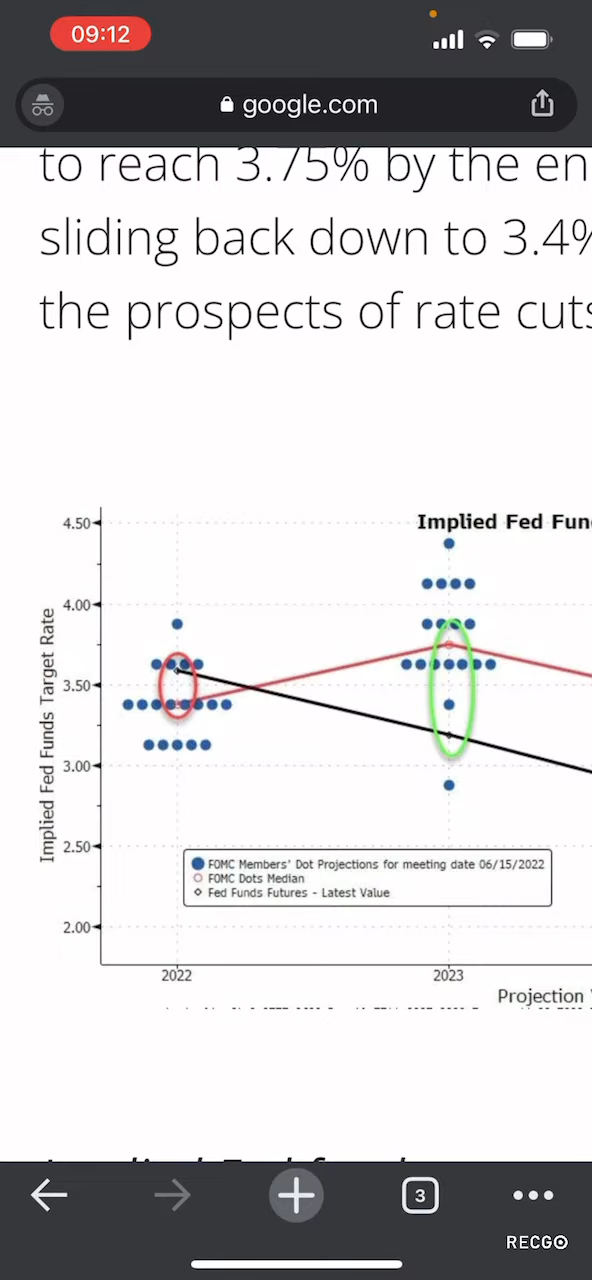 09:12
google.com
to reach 3.75% by the en
sliding back down to 3.4%
the prospects of rate cuts
Implied Fed Fun
Implied Fed Funds Target Rate
4.50
4.00
3.50
3.00
2.50
2.00
FOMC Members' Dot Projections for meeting date 06/15/2022
FOMC Dots Median
Fed Funds Futures - Latest Value
2022
2023
Projection
3
RECGO